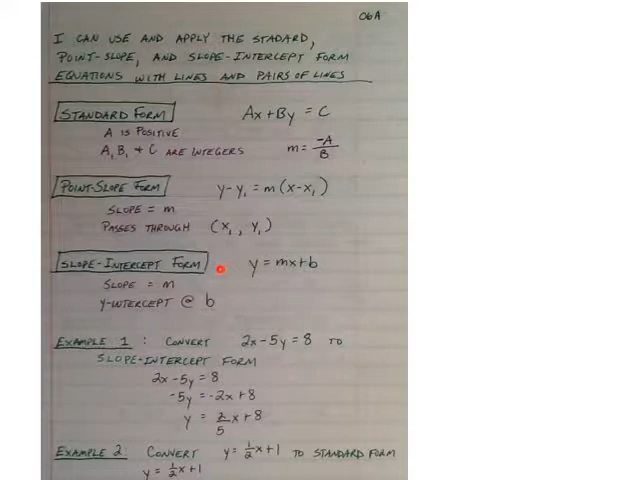 06A
I CAN USE AND APPLY THE STADARD,
POINT-SLOPE, AND SLOPE-INTERCEPT FORM
EQUATIONS WITH LINES AND PAIRS OF LINES
STANDARD FORM Ax+By = C
A IS POSITIVE
A, B, + C ARE INTEGERS m = -A/B
POINT-SLOPE FORM y-y₁ = m(x-x₁)
SLOPE = m
PASSES THROUGH (x₁, y₁)
SLOPE-INTERCEPT FORM y = mx+b
SLOPE = m
y-INTERCEPT @ b
EXAMPLE 1: CONVERT 2x-5y = 8 TO
SLOPE-INTERCEPT FORM
2x-5y = 8
-5y = -2x+8
y = 2/5 x + 8
EXAMPLE 2: CONVERT y = 1/2 x+1 TO STANDARD FORM
y = 1/2 x+1